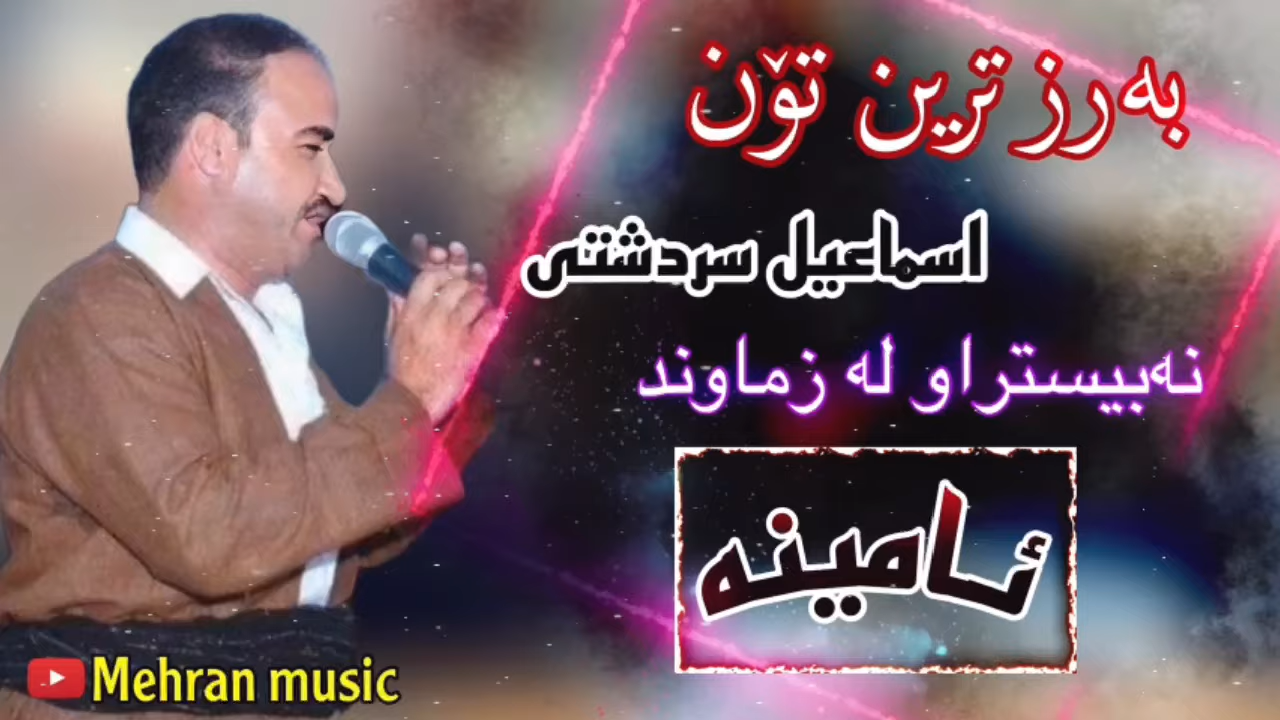 بەرزترین تۆن
اسماعیل سردشتی
نەبیستراو لە زماوند
ئامینە
Mehran music